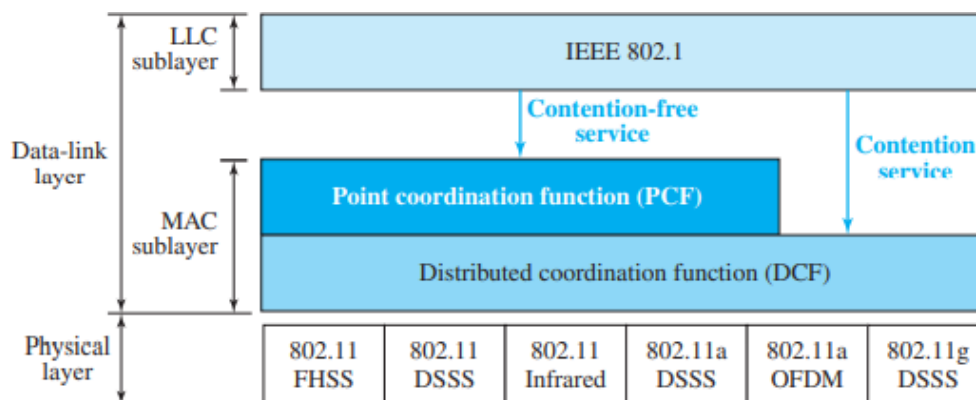 LLC
sublayer
IEEE 802.1
Contention-free
service
Contention
service
Data-link
layer
MAC
sublayer
Point coordination function (PCF)
Distributed coordination function (DCF)
Physical
layer
802.11
FHSS
802.11
DSSS
802.11
Infrared
802.11a
DSSS
802.11a
OFDM
802.11g
DSSS